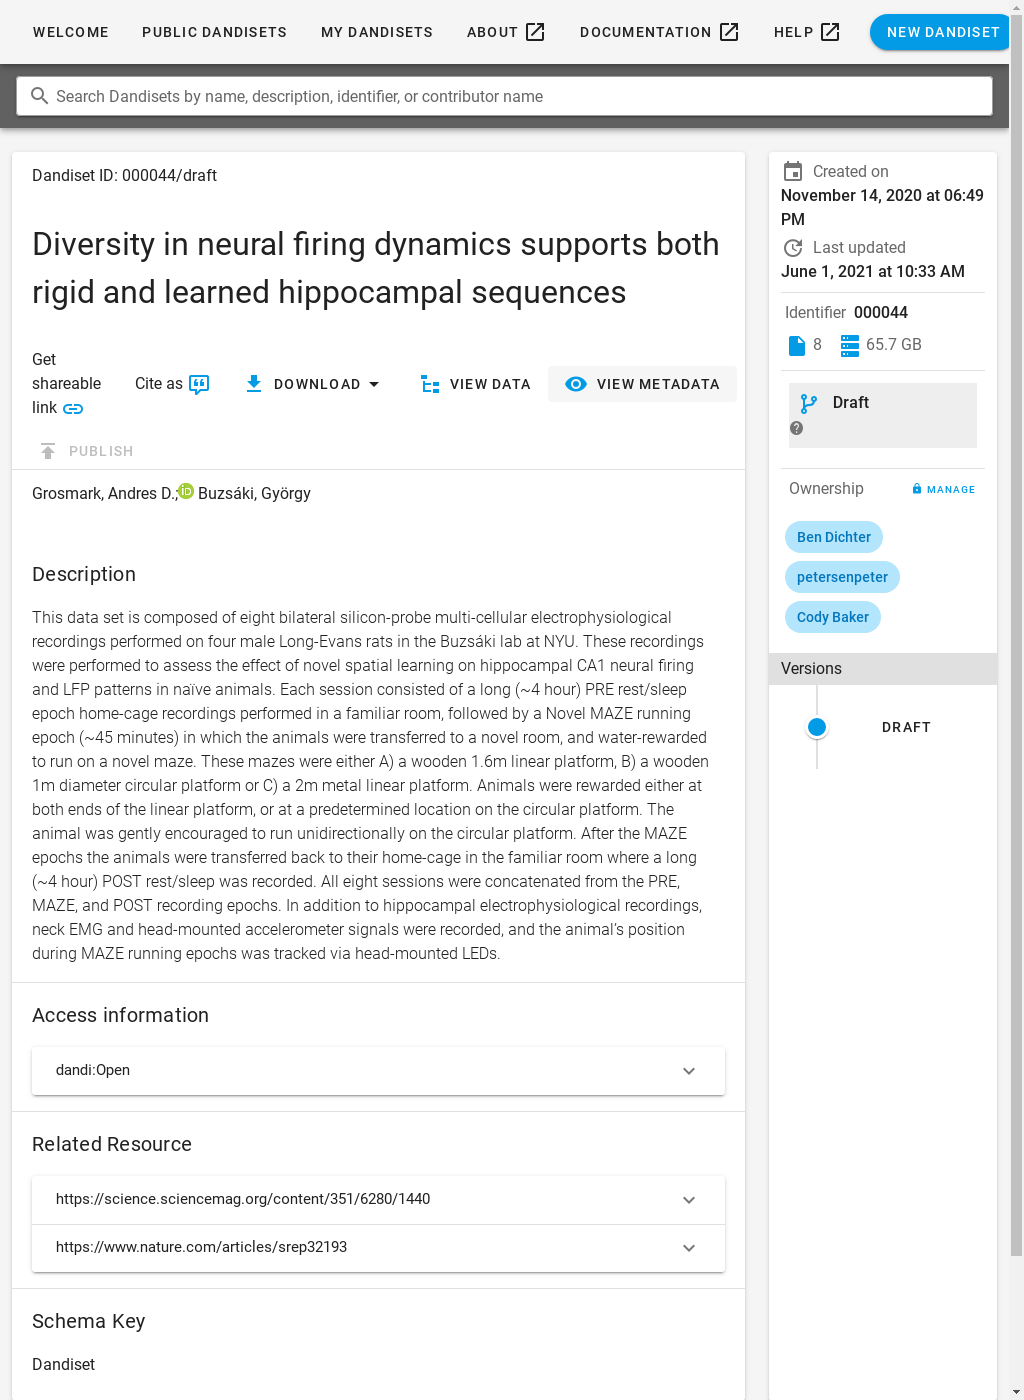 WELCOME PUBLIC DANDISETS MY DANDISETS ABOUT DOCUMENTATION HELP NEW DANDISET
Search Dandisets by name, description, identifier, or contributor name
Dandiset ID: 000044/draft
Diversity in neural firing dynamics supports both
rigid and learned hippocampal sequences
Get
shareable
link
Cite as
DOWNLOAD
VIEW DATA
VIEW METADATA
PUBLISH
Grosmark, Andres D.; Buzsáki, György
Description
This data set is composed of eight bilateral silicon-probe multi-cellular electrophysiological
recordings performed on four male Long-Evans rats in the Buzsáki lab at NYU. These recordings
were performed to assess the effect of novel spatial learning on hippocampal CA1 neural firing
and LFP patterns in naïve animals. Each session consisted of a long (~4 hour) PRE rest/sleep
epoch home-cage recordings performed in a familiar room, followed by a Novel MAZE running
epoch (~45 minutes) in which the animals were transferred to a novel room, and water-rewarded
to run on a novel maze. These mazes were either A) a wooden 1.6m linear platform, B) a wooden
1m diameter circular platform or C) a 2m metal linear platform. Animals were rewarded either at
both ends of the linear platform, or at a predetermined location on the circular platform. The
animal was gently encouraged to run unidirectionally on the circular platform. After the MAZE
epochs the animals were transferred back to their home-cage in the familiar room where a long
(~4 hour) POST rest/sleep was recorded. All eight sessions were concatenated from the PRE,
MAZE, and POST recording epochs. In addition to hippocampal electrophysiological recordings,
neck EMG and head-mounted accelerometer signals were recorded, and the animal's position
during MAZE running epochs was tracked via head-mounted LEDs.
Access information
dandi:Open
Related Resource
https://science.sciencemag.org/content/351/6280/1440
https://www.nature.com/articles/srep32193
Schema Key
Dandiset
Created on
November 14, 2020 at 06:49
PM
Last updated
June 1, 2021 at 10:33 AM
Identifier 000044
8 65.7 GB
Draft
Ownership MANAGE
Ben Dichter
petersenpeter
Cody Baker
Versions
DRAFT